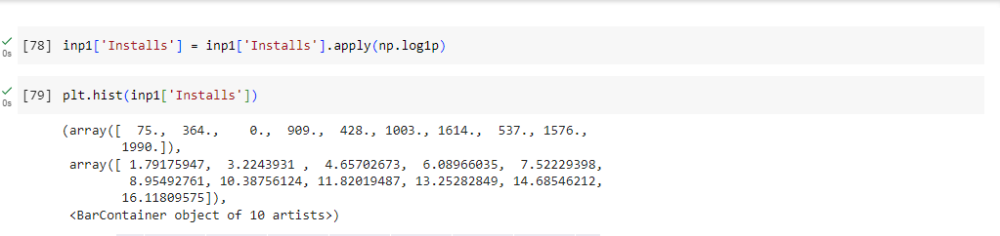 [78] inp1['Installs'] = inp1['Installs'].apply(np.log1p)
0s
[79] plt.hist(inp1['Installs'])
0s
(array([  75.,  364.,    0.,  909.,  428., 1003., 1614.,  537., 1576.,
        1990.]),
 array([ 1.79175947,  3.2243931 ,  4.65702673,  6.08966035,  7.52229398,
         8.95492761, 10.38756124, 11.82019487, 13.25282849, 14.68546212,
        16.11809575]),
 <BarContainer object of 10 artists>)